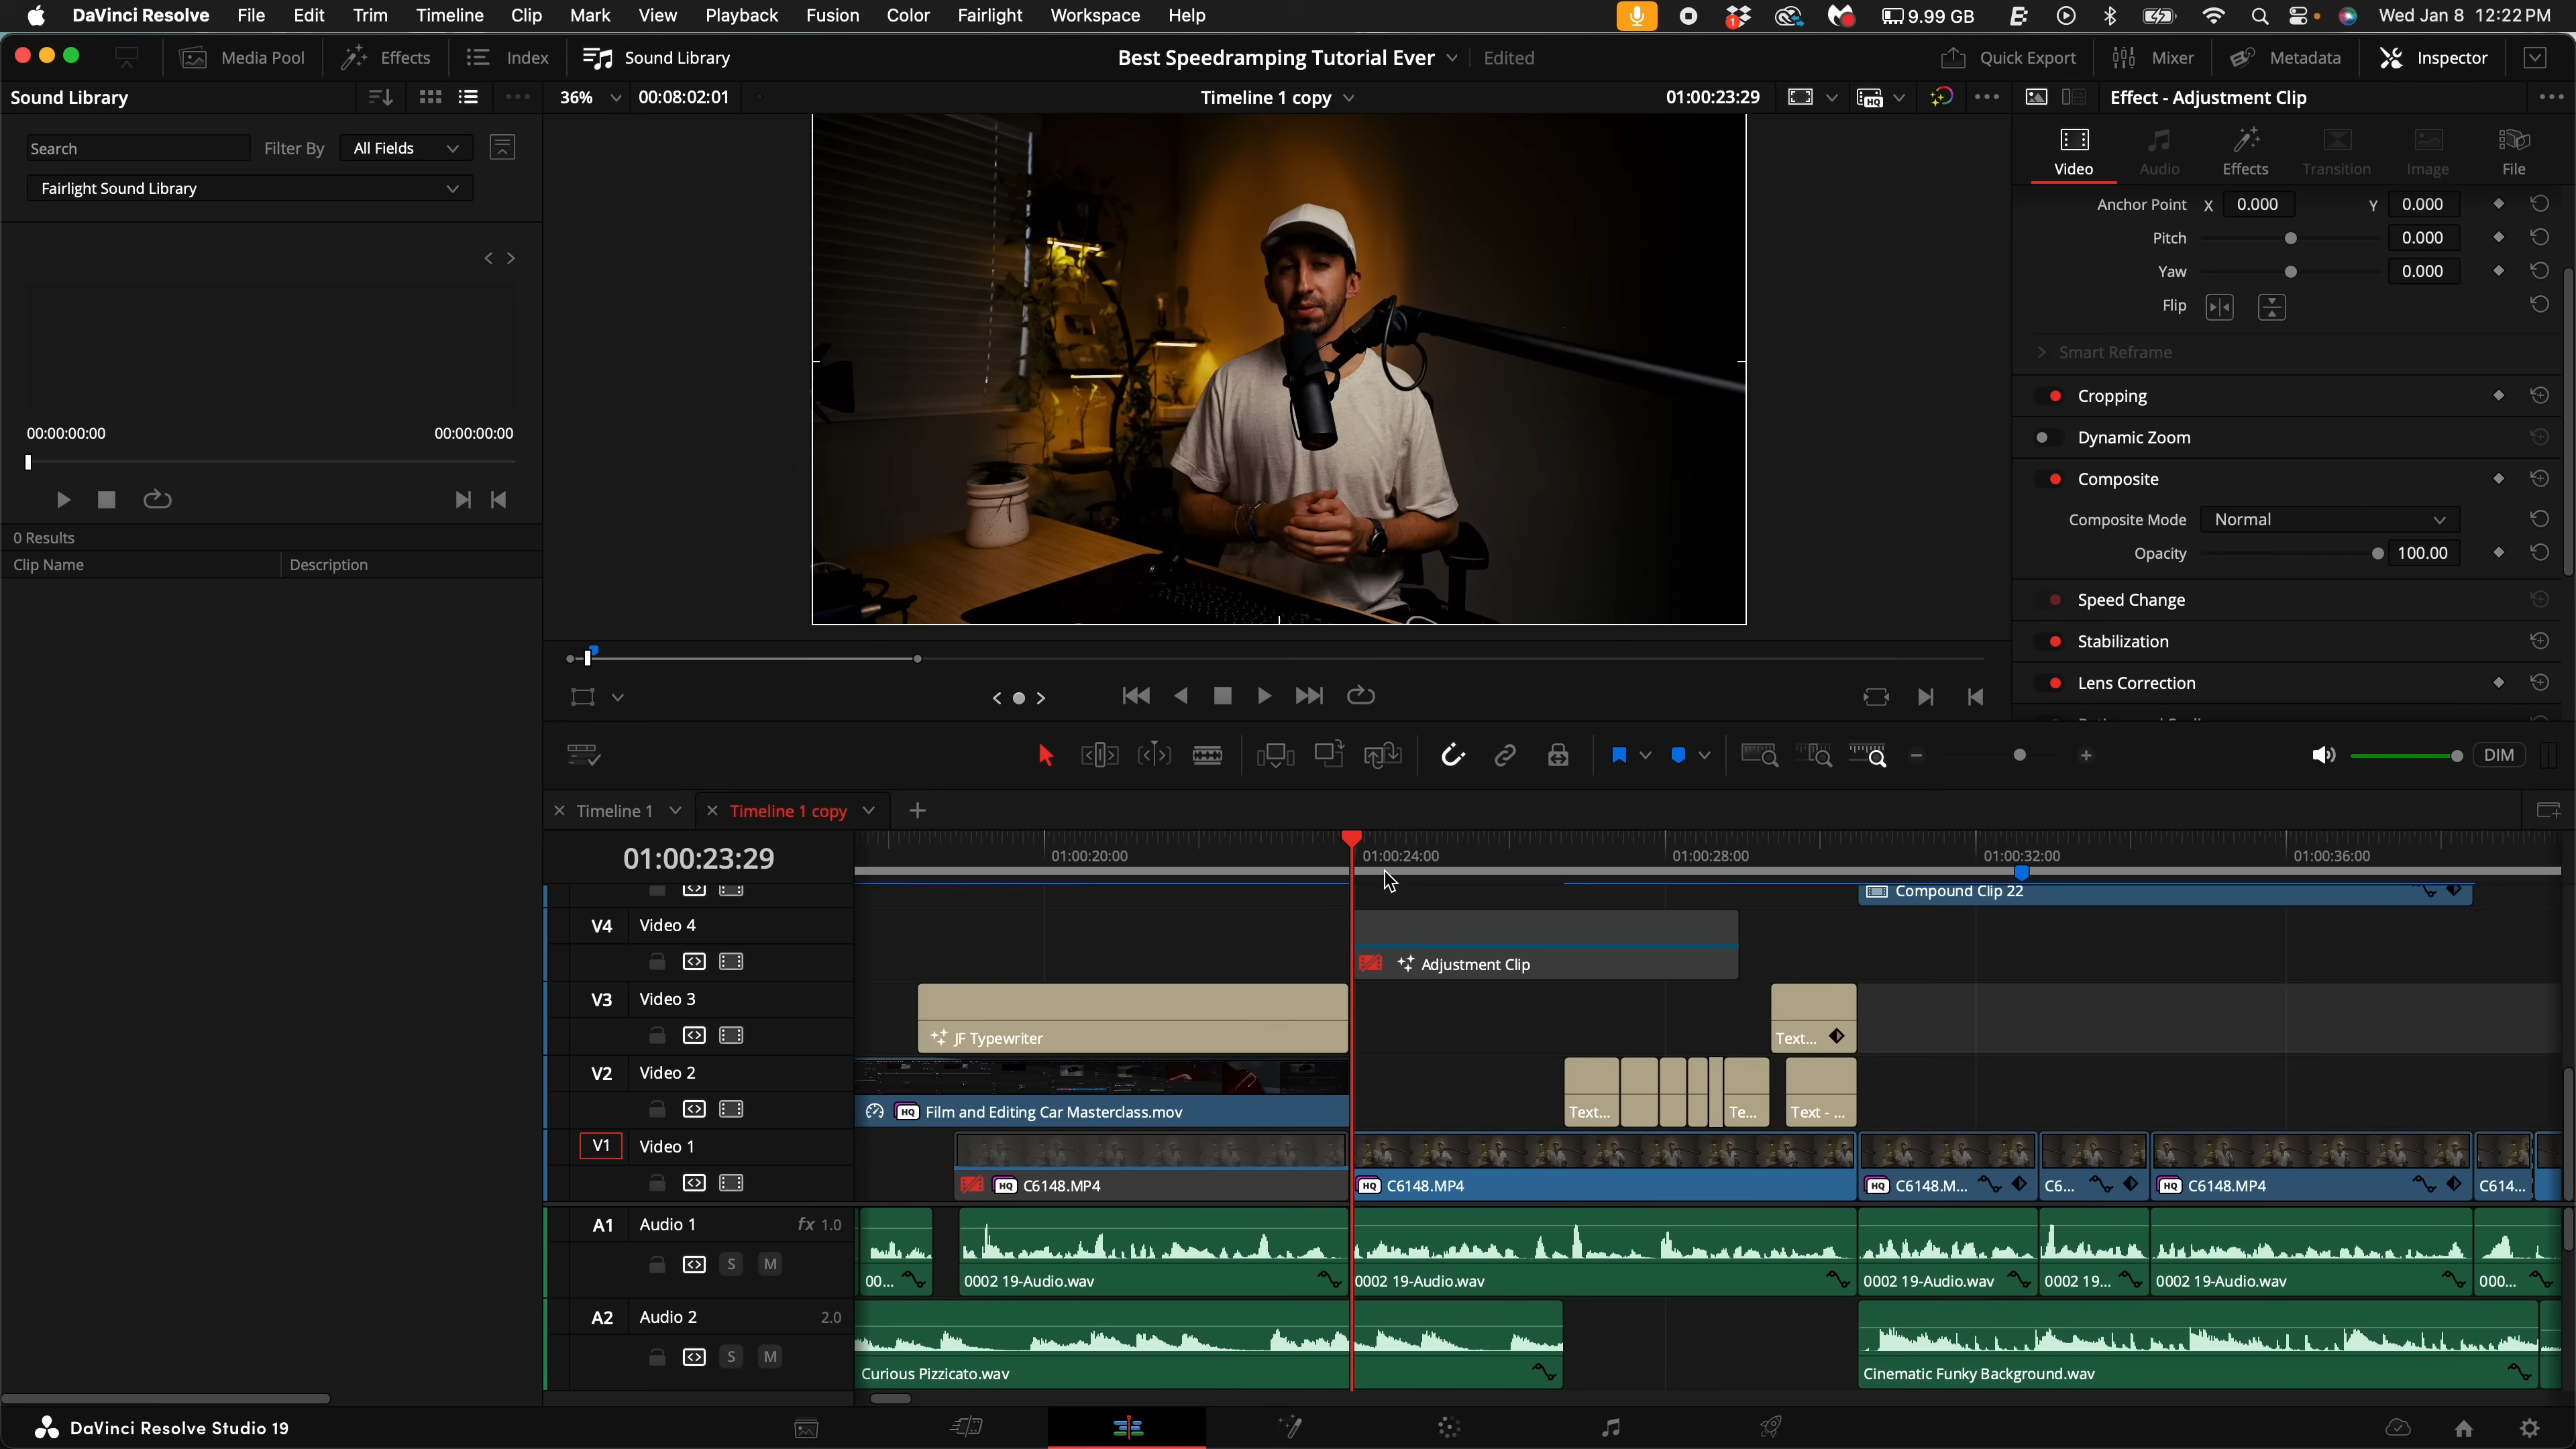 DaVinci Resolve File Edit Trim Timeline Clip Mark View Playback Fusion Color Fairlight Workspace Help 1 9.99 GB Wed Jan 8 12:22 PM
Media Pool Effects Index Sound Library Best Speedramping Tutorial Ever Edited Quick Export Mixer Metadata Inspector
Sound Library 36% 00:08:02:01 Timeline 1 copy 01:00:23:29 HQ Effect - Adjustment Clip
Search Filter By All Fields
Fairlight Sound Library
Video Audio Effects Transition Image File
Anchor Point X 0.000 Y 0.000
Pitch 0.000
Yaw 0.000
Flip
Smart Reframe
Cropping
Dynamic Zoom
Composite
Composite Mode Normal
Opacity 100.00
Speed Change
Stabilization
Lens Correction
00:00:00:00 00:00:00:00
0 Results
Clip Name Description
DIM
Timeline 1 Timeline 1 copy
01:00:23:29 01:00:20:00 01:00:24:00 01:00:28:00 01:00:32:00 01:00:36:00
Compound Clip 22
V4 Video 4
Adjustment Clip
V3 Video 3
JF Typewriter Text...
V2 Video 2
HQ Film and Editing Car Masterclass.mov Text... Te... Text - ...
V1 Video 1
HQ C6148.MP4 HQ C6148.MP4 HQ C6148.M... C6... HQ C6148.MP4 C614...
A1 Audio 1 fx 1.0
S M
00... 0002 19-Audio.wav 0002 19-Audio.wav 0002 19-Audio.wav 0002 19... 0002 19-Audio.wav 000...
A2 Audio 2 2.0
S M
Curious Pizzicato.wav Cinematic Funky Background.wav
DaVinci Resolve Studio 19